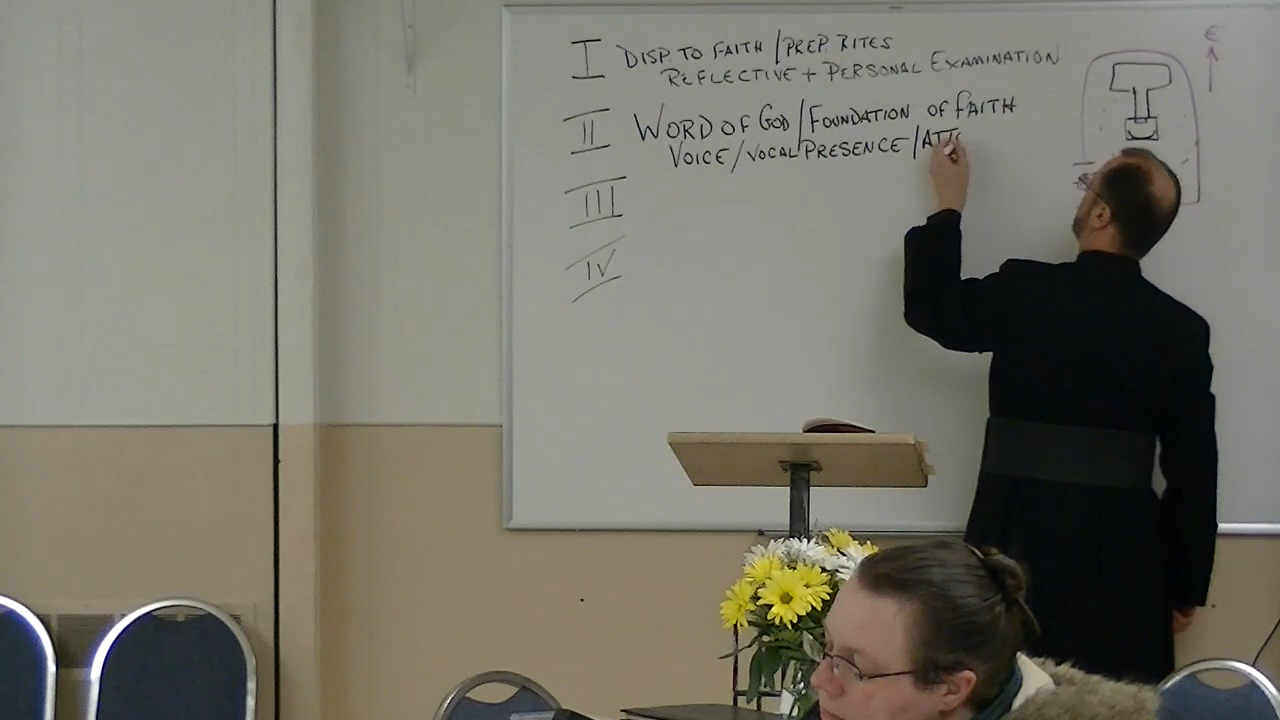 I DISP TO FAITH / PREP RITES
REFLECTIVE + PERSONAL EXAMINATION
II WORD OF GOD / FOUNDATION OF FAITH
VOICE / VOCAL PRESENCE / ATT
III
IV
E